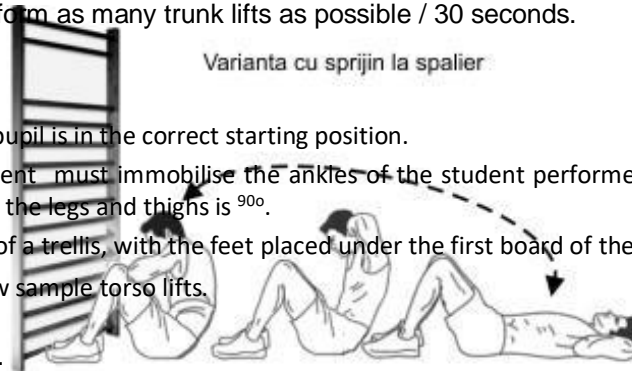 form as many trunk lifts as possible / 30 seconds.
Varianta cu sprijin la spalier
pupil is in the correct starting position.
ent must immobilise the ankles of the student performe
the legs and thighs is 90o.
of a trellis, with the feet placed under the first board of the
w sample torso lifts.
.